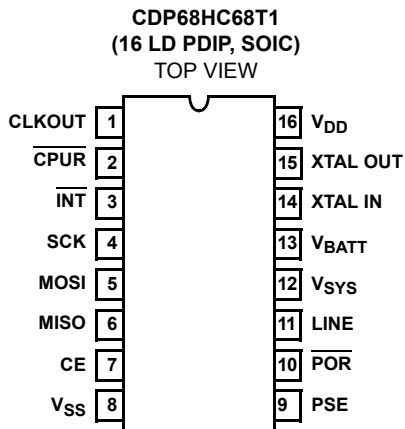 CDP68HC68T1
(16 LD PDIP, SOIC)
TOP VIEW
CLKOUT 1 16 VDD
CPUR 2 15 XTAL OUT
INT 3 14 XTAL IN
SCK 4 13 VBATT
MOSI 5 12 VSYS
MISO 6 11 LINE
CE 7 10 POR
VSS 8 9 PSE